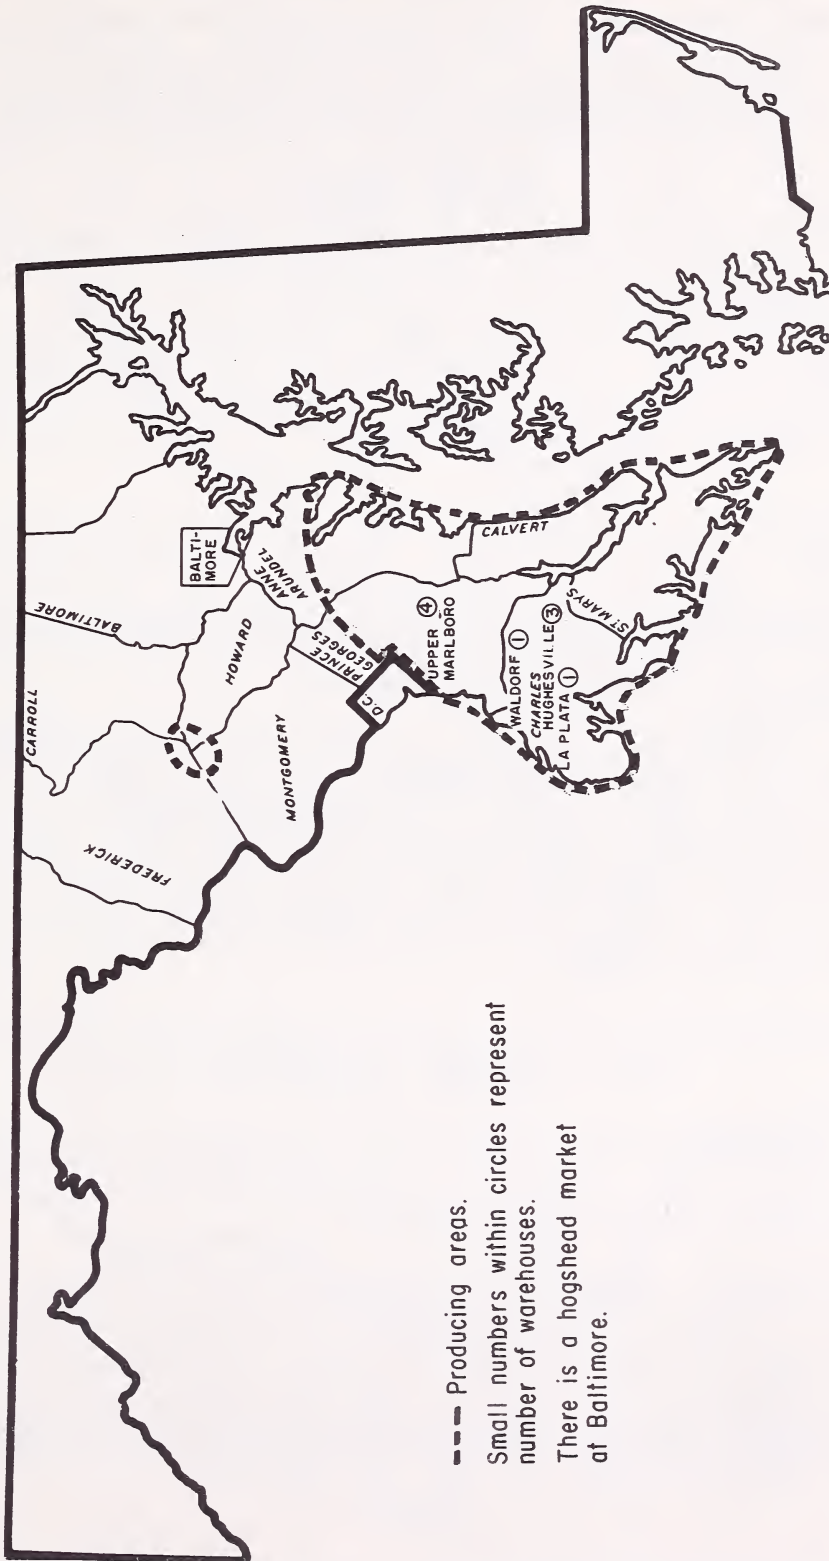 CARROLL
BALTIMORE
FREDERICK
BALTI-
MORE
HOWARD
ANNE
ARUNDEL
MONTGOMERY
PRINCE
GEORGES
D.C.
UPPER ④
MARLBORO
CALVERT
WALDORF ①
CHARLES
HUGHESVILLE ③
LA PLATA ①
ST MARYS
--- Producing areas.
Small numbers within circles represent
number of warehouses.
There is a hogshead market
at Baltimore.